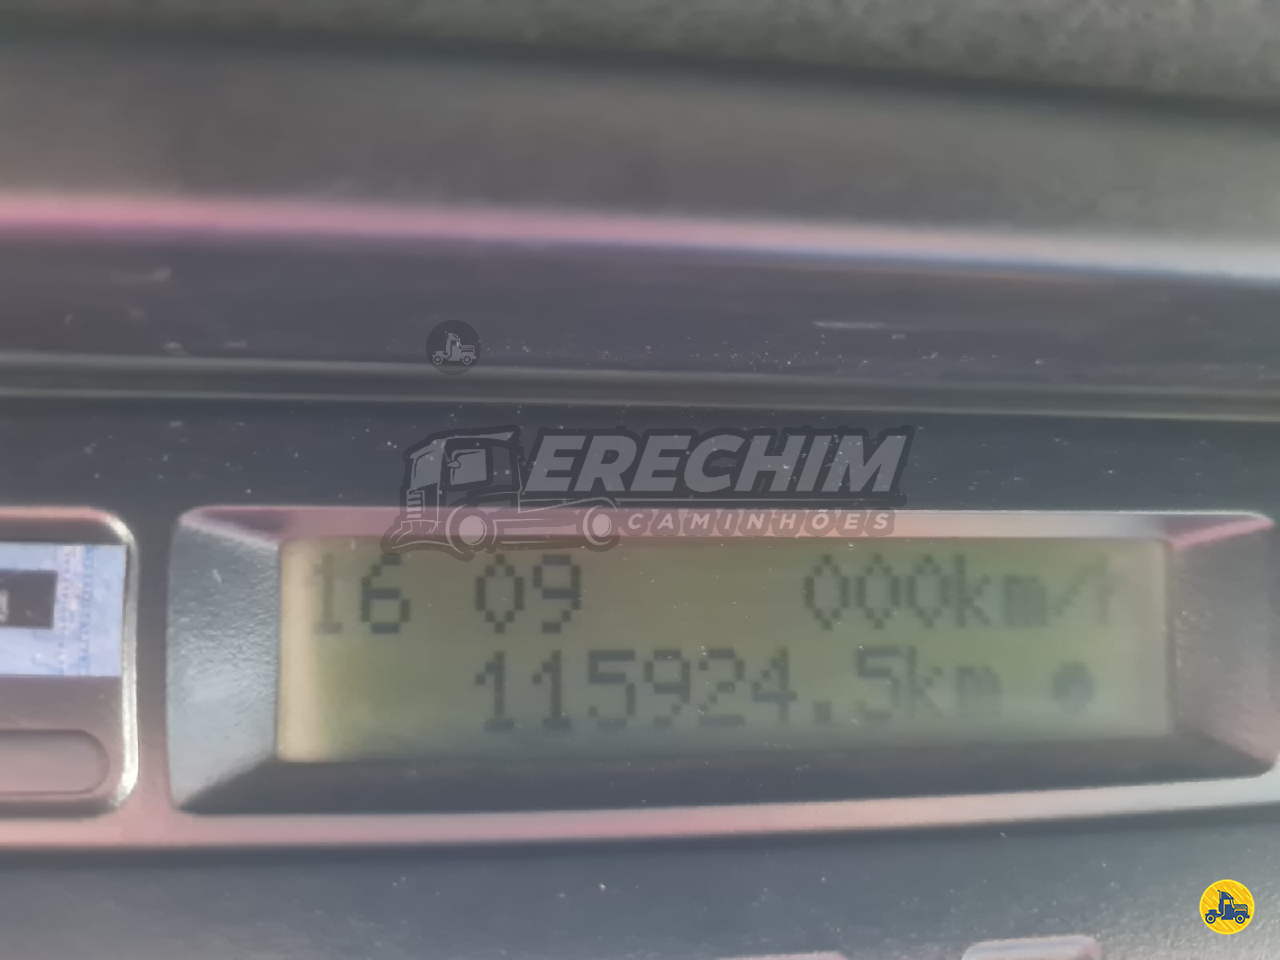 ERECHIM
CAMINHÕES
16 09 000km/
115924.5km